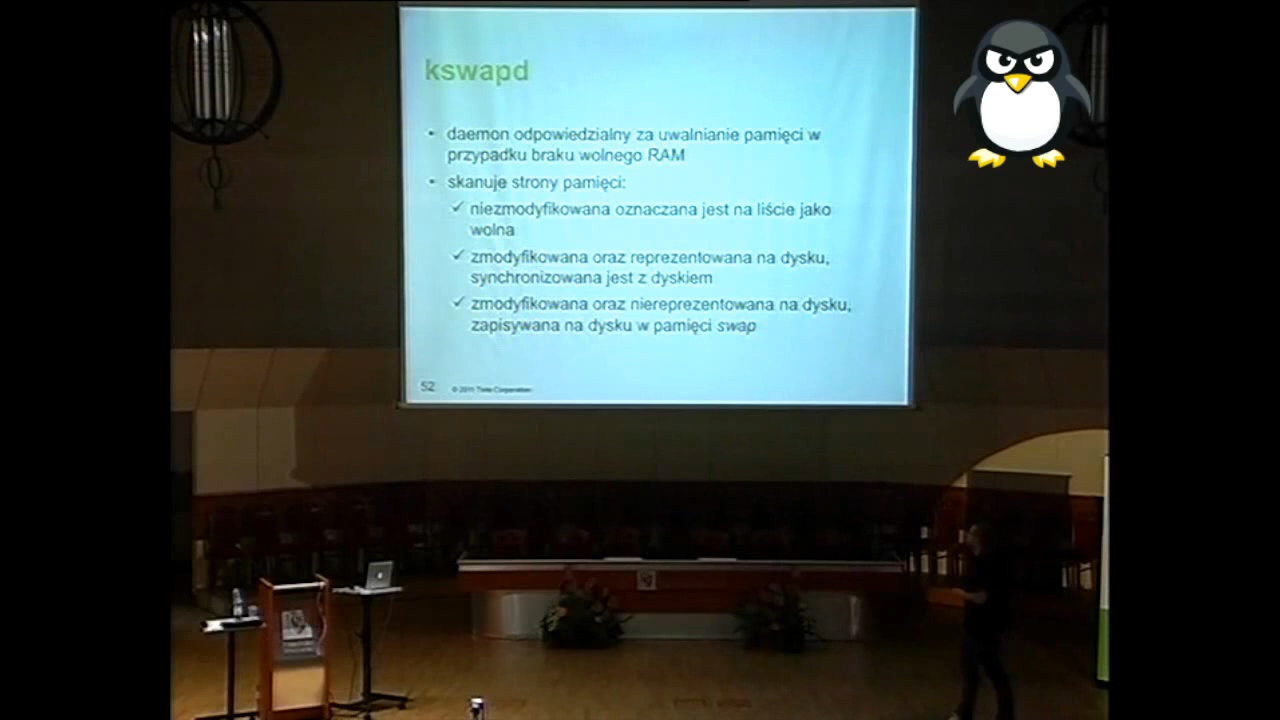 kswapd
• daemon odpowiedzialny za uwalnianie pamięci w
przypadku braku wolnego RAM
• skanuje strony pamięci:
✓ niezmodyfikowana oznaczana jest na liście jako
wolna
✓ zmodyfikowana oraz reprezentowana na dysku,
synchronizowana jest z dyskiem
✓ zmodyfikowana oraz niereprezentowana na dysku,
zapisywana na dysku w pamięci swap
52
© 2011 Tieto Corporation